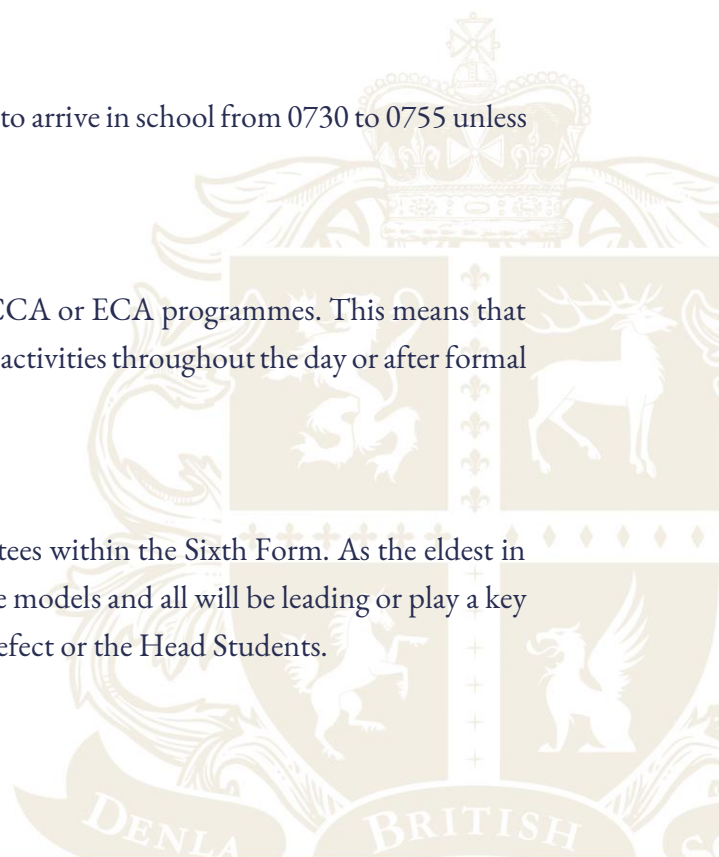 to arrive in school from 0730 to 0755 unless
CCA or ECA programmes. This means that
activities throughout the day or after formal
tees within the Sixth Form. As the eldest in
e models and all will be leading or play a key
efect or the Head Students.
DENLA BRITISH